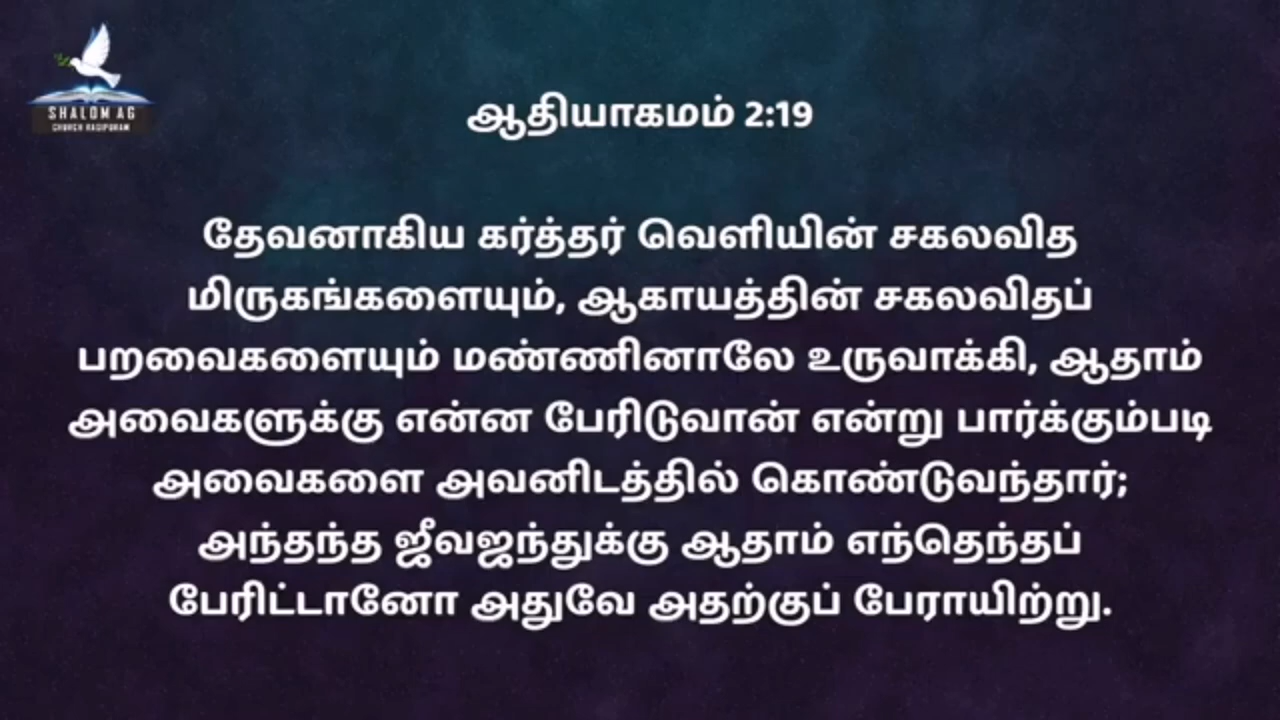 SHALOM AG
CHURCH RASIPURAM
ஆதியாகமம் 2:19
தேவனாகிய கர்த்தர் வெளியின் சகலவித
மிருகங்களையும், ஆகாயத்தின் சகலவிதப்
பறவைகளையும் மண்ணினாலே உருவாக்கி, ஆதாம்
அவைகளுக்கு என்ன பேரிடுவான் என்று பார்க்கும்படி
அவைகளை அவனிடத்தில் கொண்டுவந்தார்;
அந்தந்த ஜீவஜந்துக்கு ஆதாம் எந்தெந்தப்
பேரிட்டானோ அதுவே அதற்குப் பேராயிற்று.